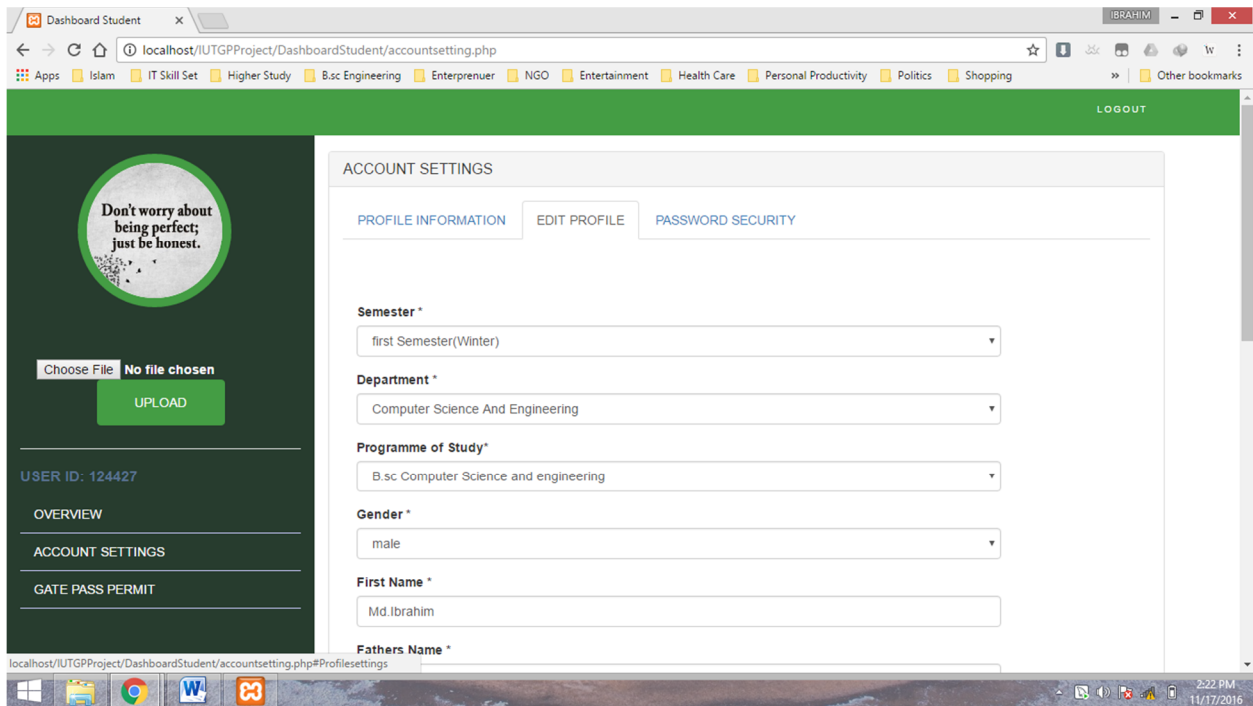 Dashboard Student
IBRAHIM
localhost/IUTGPProject/DashboardStudent/accountsetting.php
Apps Islam IT Skill Set Higher Study B.sc Engineering Enterprenuer NGO Entertainment Health Care Personal Productivity Politics Shopping » Other bookmarks
LOGOUT
Don't worry about
being perfect;
just be honest.
Choose File No file chosen
UPLOAD
USER ID: 124427
OVERVIEW
ACCOUNT SETTINGS
GATE PASS PERMIT
ACCOUNT SETTINGS
PROFILE INFORMATION EDIT PROFILE PASSWORD SECURITY
Semester *
first Semester(Winter)
Department *
Computer Science And Engineering
Programme of Study*
B.sc Computer Science and engineering
Gender *
male
First Name *
Md.Ibrahim
Fathers Name *
localhost/IUTGPProject/DashboardStudent/accountsetting.php#Profilesettings
2:22 PM
11/17/2016